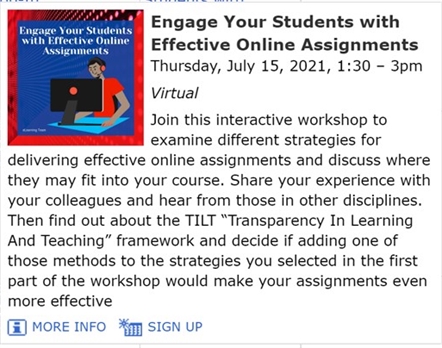 Engage Your Students with Effective Online Assignments
Engage Your Students
with Effective Online
Assignments
eLearning Team
Thursday, July 15, 2021, 1:30 – 3pm
Virtual
Join this interactive workshop to
examine different strategies for
delivering effective online assignments and discuss where
they may fit into your course. Share your experience with
your colleagues and hear from those in other disciplines.
Then find out about the TILT “Transparency In Learning
And Teaching” framework and decide if adding one of
those methods to the strategies you selected in the first
part of the workshop would make your assignments even
more effective
MORE INFO SIGN UP